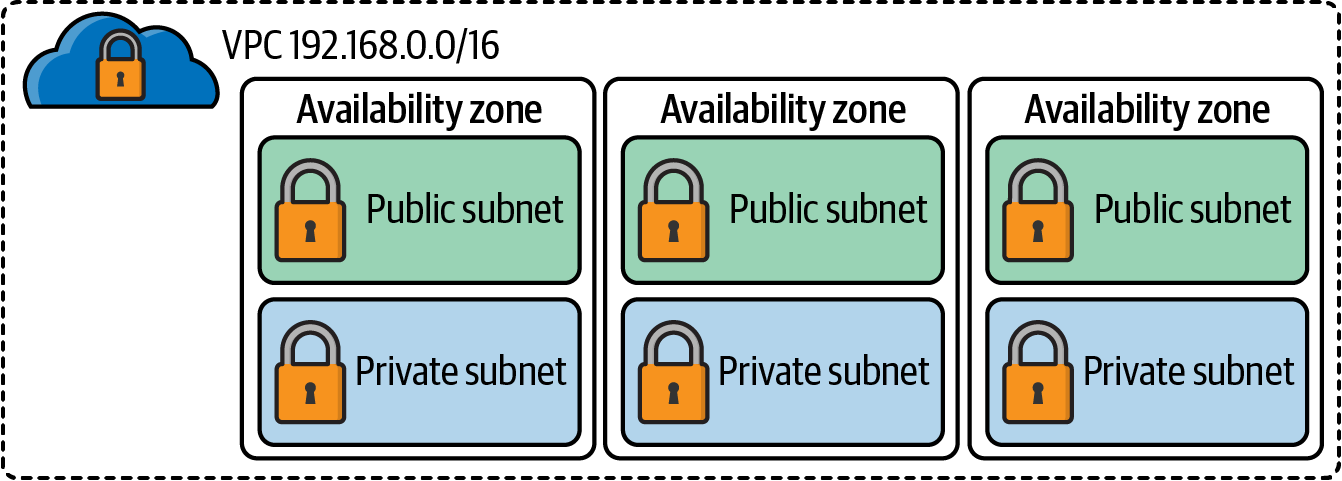 VPC 192.168.0.0/16
Availability zone
Public subnet
Private subnet
Availability zone
Public subnet
Private subnet
Availability zone
Public subnet
Private subnet